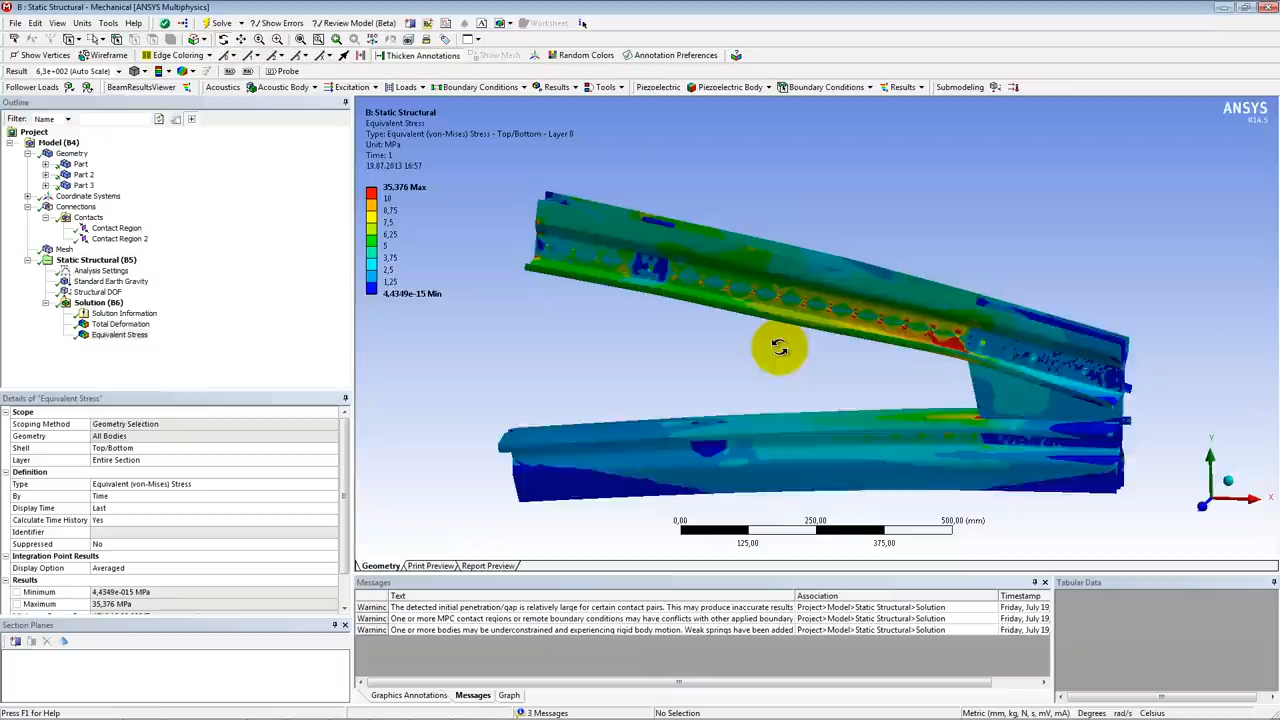 B : Static Structural - Mechanical [ANSYS Multiphysics]
File Edit View Units Tools Help Solve ?/Show Errors ?/Review Model (Beta) Worksheet
Show Vertices Wireframe Edge Coloring Thicken Annotations Show Mesh Random Colors Annotation Preferences
Result 6,3e+002 (Auto Scale) Probe
Follower Loads BeamResultsViewer Acoustics Acoustic Body Excitation Loads Boundary Conditions Results Tools Piezoelectric Piezoelectric Body Boundary Conditions Results Submodeling
Outline
Filter: Name
Project
Model (B4)
Geometry
Part
Part 2
Part 3
Coordinate Systems
Connections
Contacts
Contact Region
Contact Region 2
Mesh
Static Structural (B5)
Analysis Settings
Standard Earth Gravity
Structural DOF
Solution (B6)
Solution Information
Total Deformation
Equivalent Stress
Details of "Equivalent Stress"
Scope
Scoping Method Geometry Selection
Geometry All Bodies
Shell Top/Bottom
Layer Entire Section
Definition
Type Equivalent (von-Mises) Stress
By Time
Display Time Last
Calculate Time History Yes
Identifier
Suppressed No
Integration Point Results
Display Option Averaged
Results
Minimum 4,4349e-015 MPa
Maximum 35,376 MPa
Section Planes
B: Static Structural
Equivalent Stress
Type: Equivalent (von-Mises) Stress - Top/Bottom - Layer 0
Unit: MPa
Time: 1
19.07.2013 16:57
35,376 Max
10
8,75
7,5
6,25
5
3,75
2,5
1,25
4,4349e-15 Min
ANSYS
R14.5
Y
X
0,00 250,00 500,00 (mm)
125,00 375,00
Geometry Print Preview Report Preview
Messages
Text Association Timestamp
Warninc The detected initial penetration/gap is relatively large for certain contact pairs. This may produce inaccurate results Project>Model>Static Structural>Solution Friday, July 19,
Warninc One or more MPC contact regions or remote boundary conditions may have conflicts with other applied boundary Project>Model>Static Structural>Solution Friday, July 19,
Warninc One or more bodies may be underconstrained and experiencing rigid body motion. Weak springs have been added Project>Model>Static Structural>Solution Friday, July 19,
Graphics Annotations Messages Graph
Tabular Data
Press F1 for Help 3 Messages No Selection Metric (mm, kg, N, s, mV, mA) Degrees rad/s Celsius